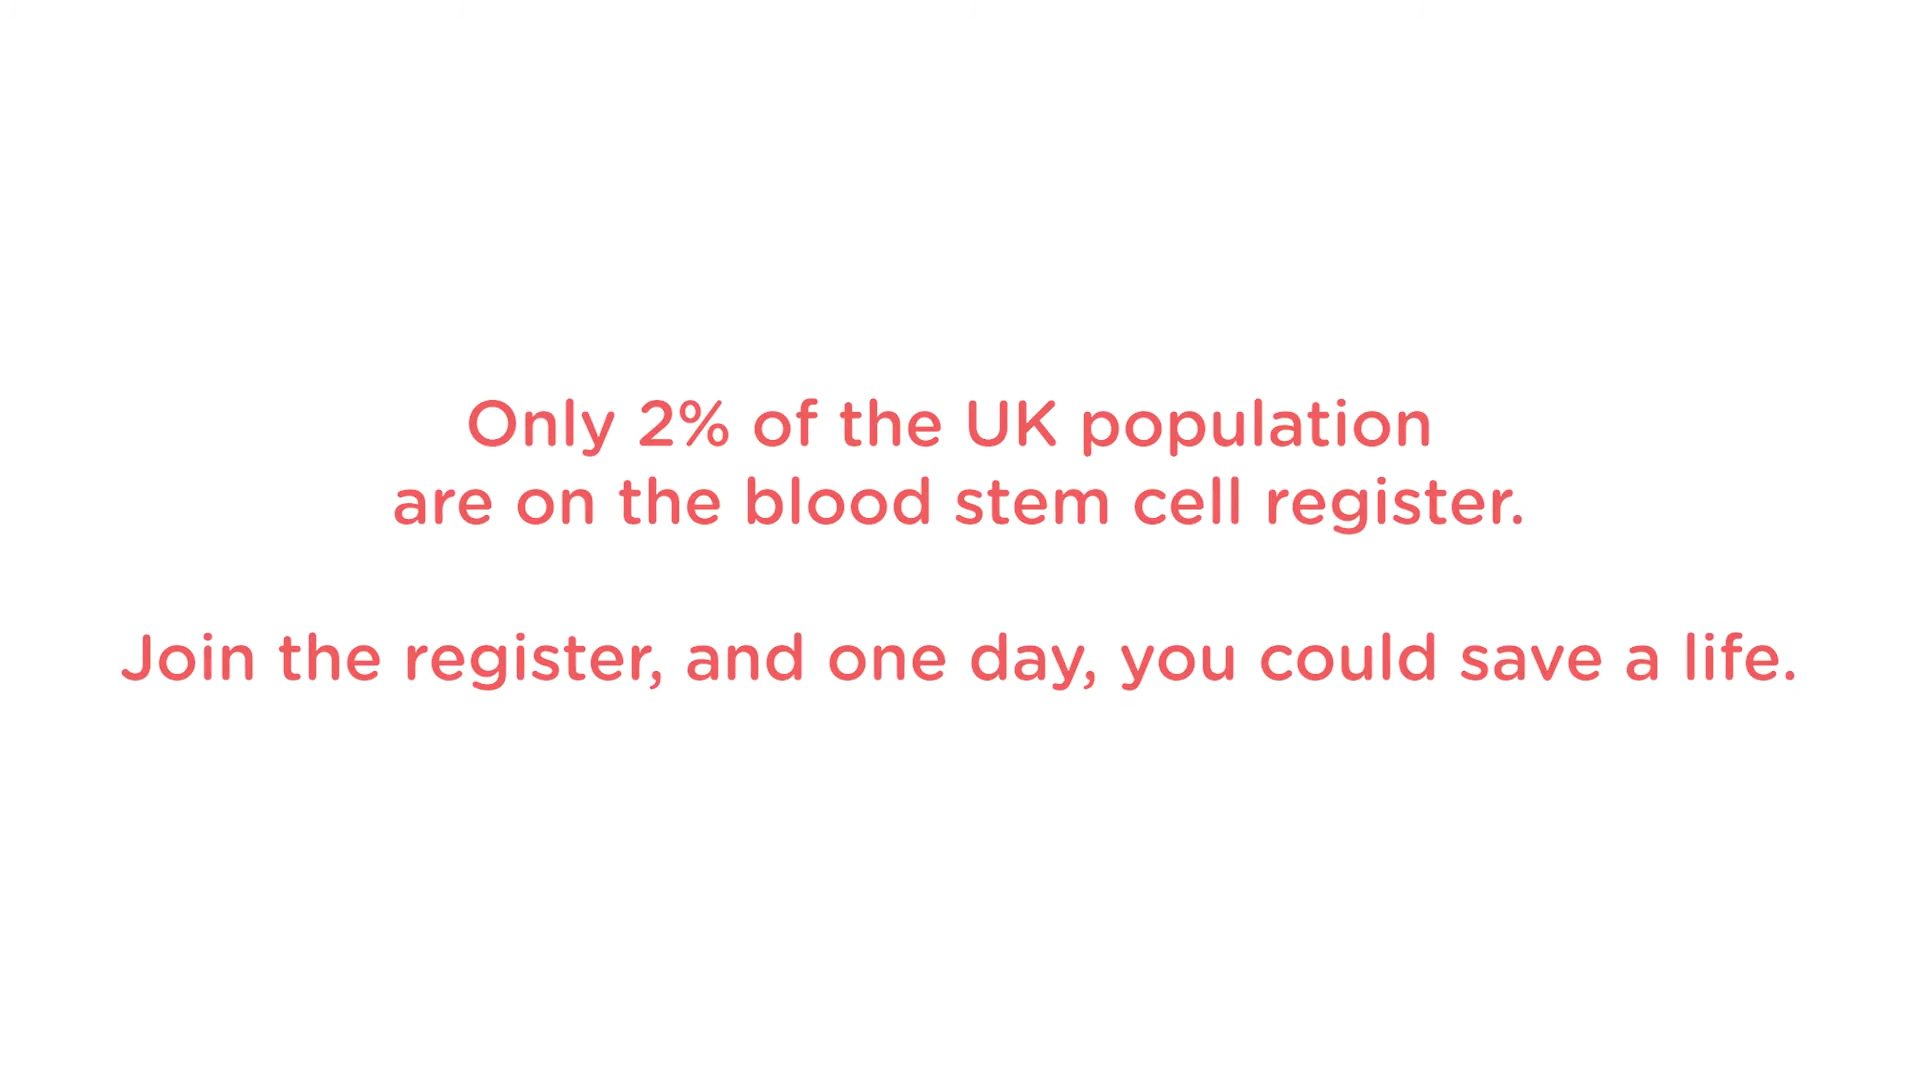 Only 2% of the UK population
are on the blood stem cell register.
Join the register, and one day, you could save a life.